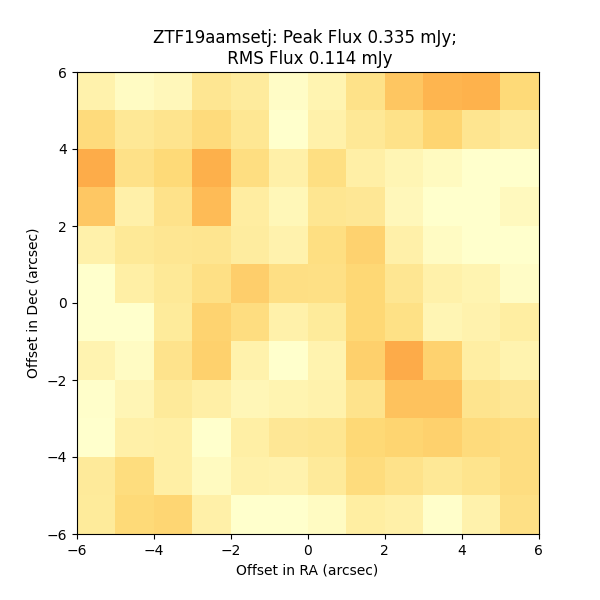 ZTF19aamsetj: Peak Flux 0.335 mJy;
RMS Flux 0.114 mJy
6
4
2
0
−2
−4
−6
Offset in Dec (arcsec)
−6 −4 −2 0 2 4 6
Offset in RA (arcsec)